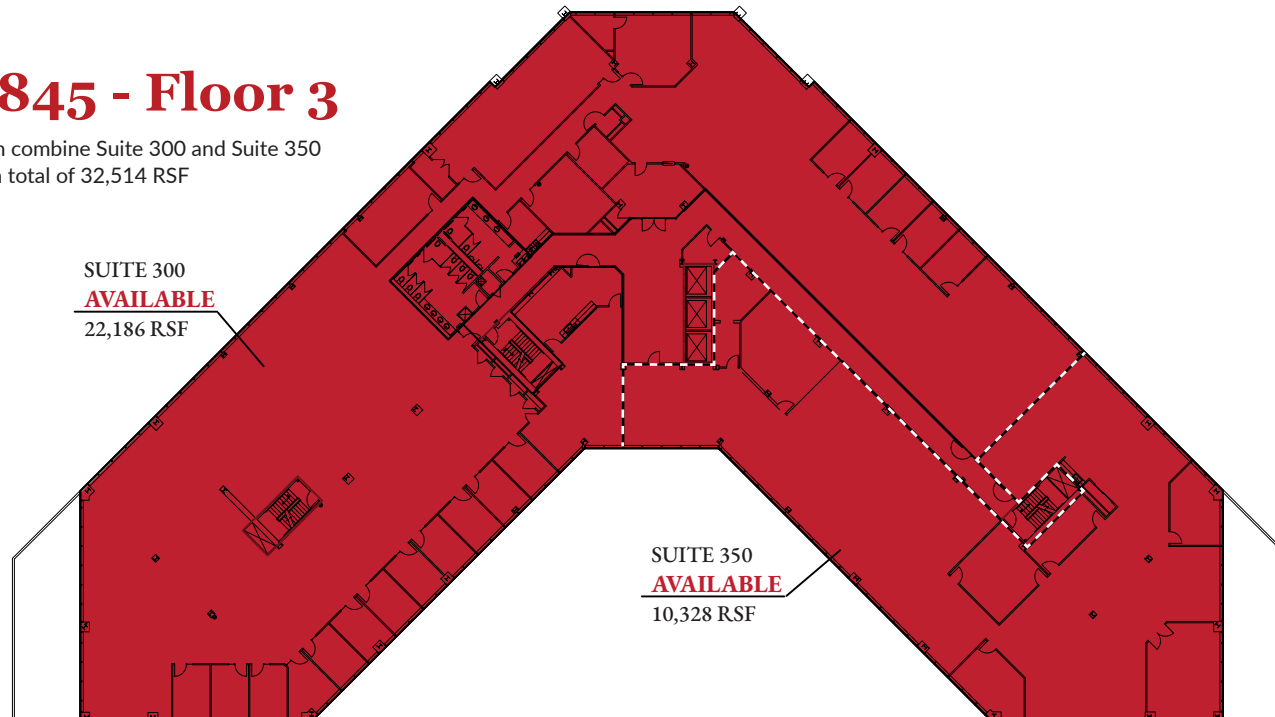 845 - Floor 3
combine Suite 300 and Suite 350
total of 32,514 RSF
SUITE 300
AVAILABLE
22,186 RSF
SUITE 350
AVAILABLE
10,328 RSF